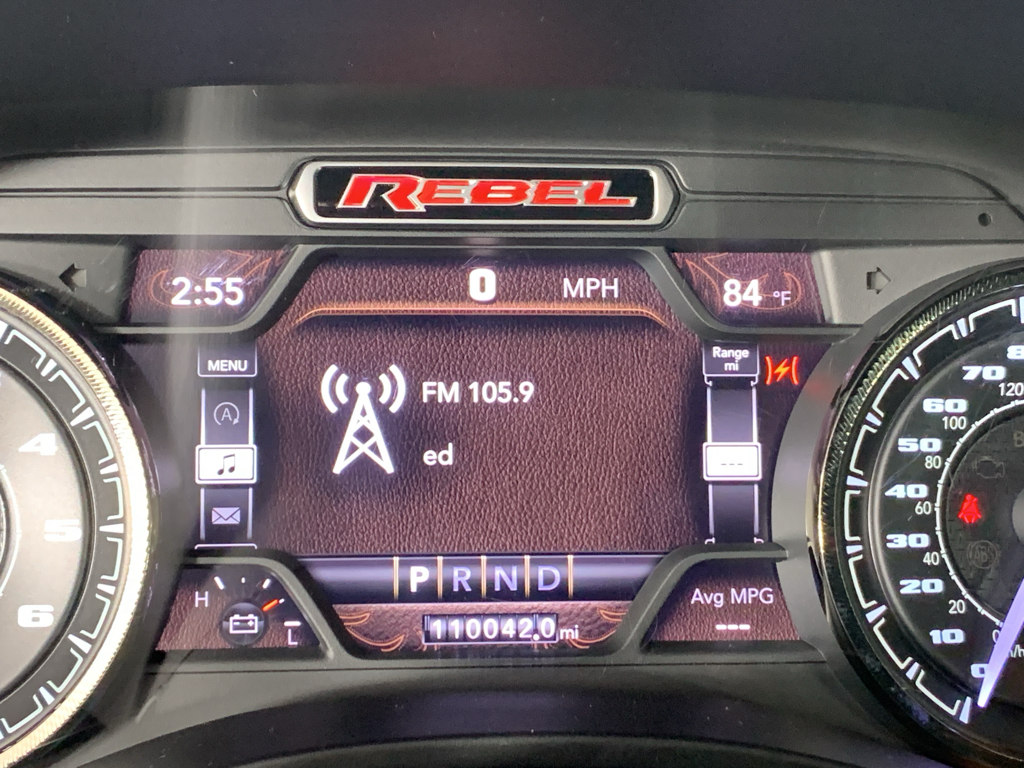 REBEL
2:55
0 MPH
84 °F
MENU
Range
mi
FM 105.9
ed
A
---
4
5
6
70
60
50
40
30
20
10
0
120
100
80
60
40
20
P R N D
H
L
110042.0 mi
Avg MPG
---